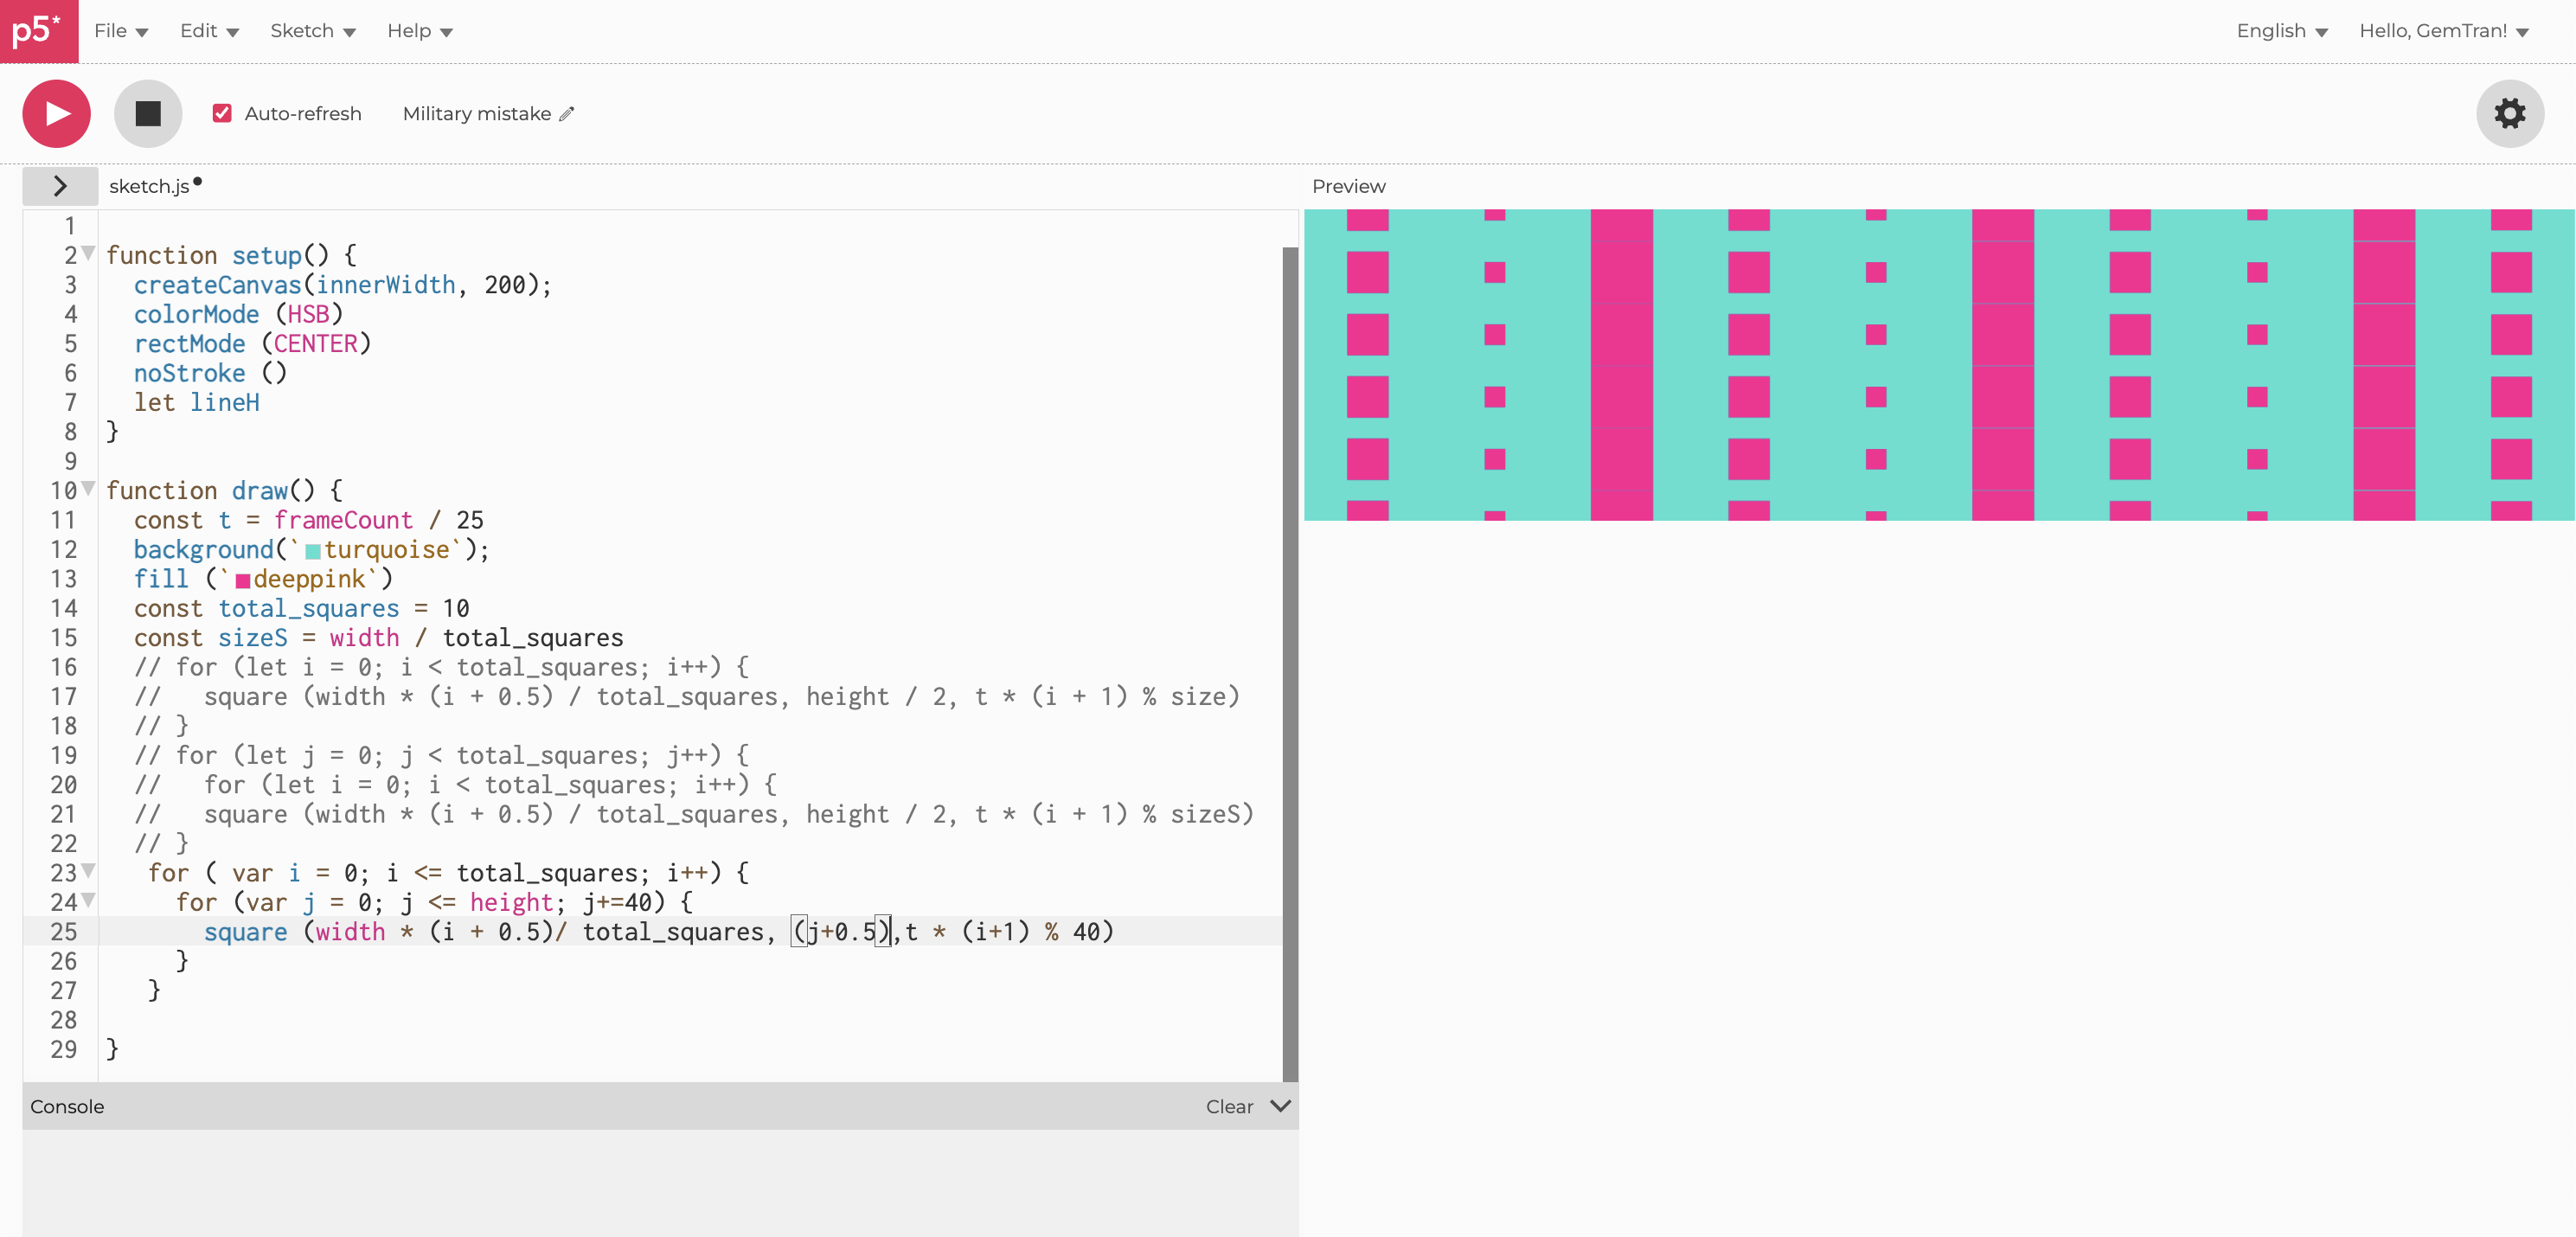 p5* File Edit Sketch Help English Hello, GemTran!
Auto-refresh Military mistake
sketch.js Preview
1
2 function setup() {
3 createCanvas(innerWidth, 200);
4 colorMode (HSB)
5 rectMode (CENTER)
6 noStroke ()
7 let lineH
8 }
9
10 function draw() {
11 const t = frameCount / 25
12 background(`turquoise`);
13 fill (`deeppink`)
14 const total_squares = 10
15 const sizeS = width / total_squares
16 // for (let i = 0; i < total_squares; i++) {
17 //   square (width * (i + 0.5) / total_squares, height / 2, t * (i + 1) % size)
18 // }
19 // for (let j = 0; j < total_squares; j++) {
20 //   for (let i = 0; i < total_squares; i++) {
21 //   square (width * (i + 0.5) / total_squares, height / 2, t * (i + 1) % sizeS)
22 // }
23 for ( var i = 0; i <= total_squares; i++) {
24 for (var j = 0; j <= height; j+=40) {
25 square (width * (i + 0.5)/ total_squares, (j+0.5),t * (i+1) % 40)
26 }
27 }
28
29 }
Console Clear